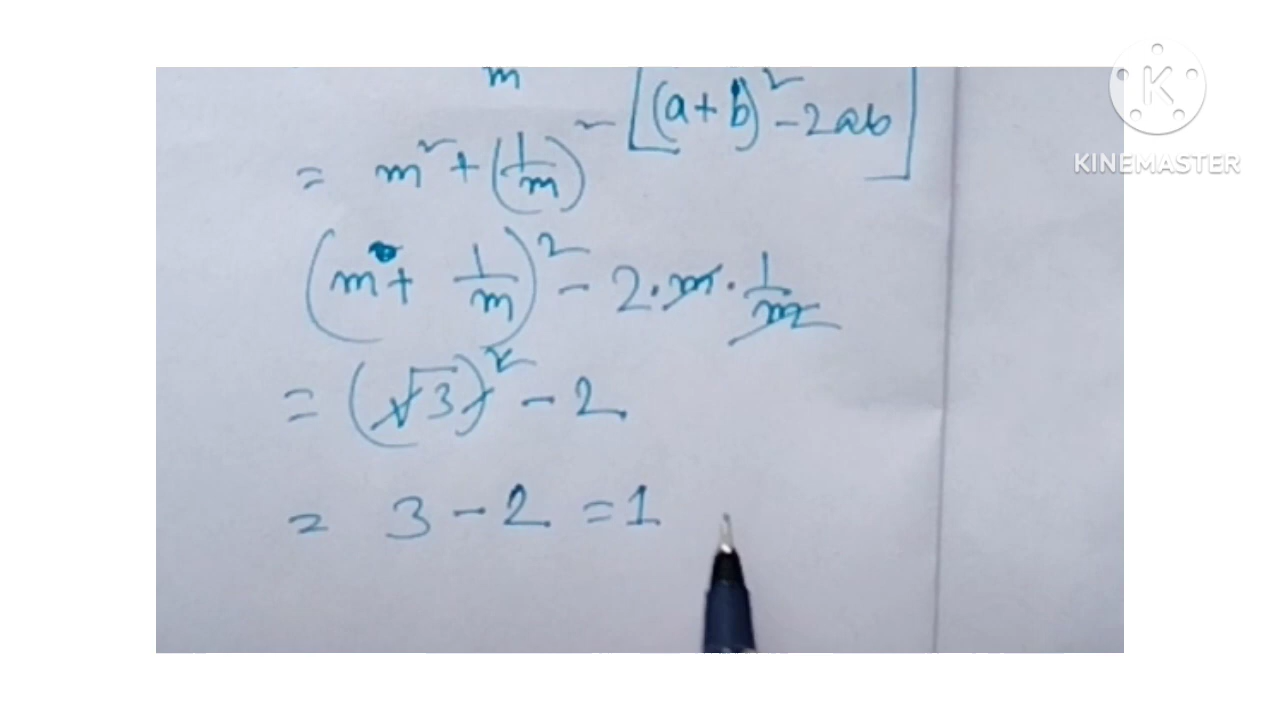 m
[(a+b)² - 2ab]
= m² + (1/m)²
(m + 1/m)² - 2·m·1/m
= (√3)² - 2
= 3 - 2 = 1
K
KINEMASTER